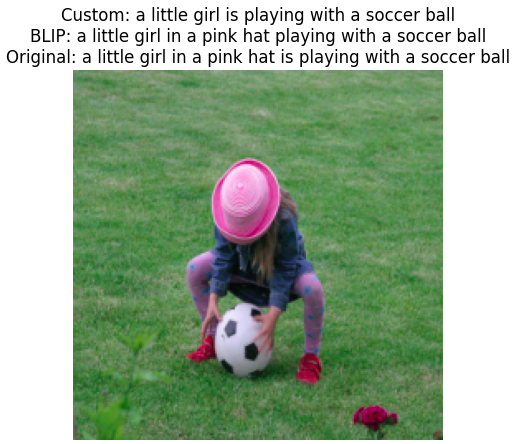 Custom: a little girl is playing with a soccer ball
BLIP: a little girl in a pink hat playing with a soccer ball
Original: a little girl in a pink hat is playing with a soccer ball